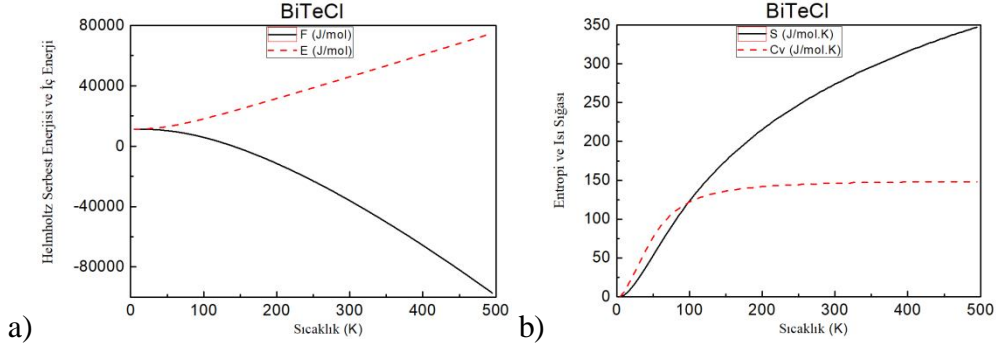 BiTeCl
F (J/mol)
E (J/mol)
Helmholtz Serbest Enerjisi ve İç Enerji
80000
40000
0
-40000
-80000
0 100 200 300 400 500
Sıcaklık (K)
a)
BiTeCl
S (J/mol.K)
Cv (J/mol.K)
Entropi ve Isı Sığası
350
300
250
200
150
100
50
0
0 100 200 300 400 500
Sıcaklık (K)
b)